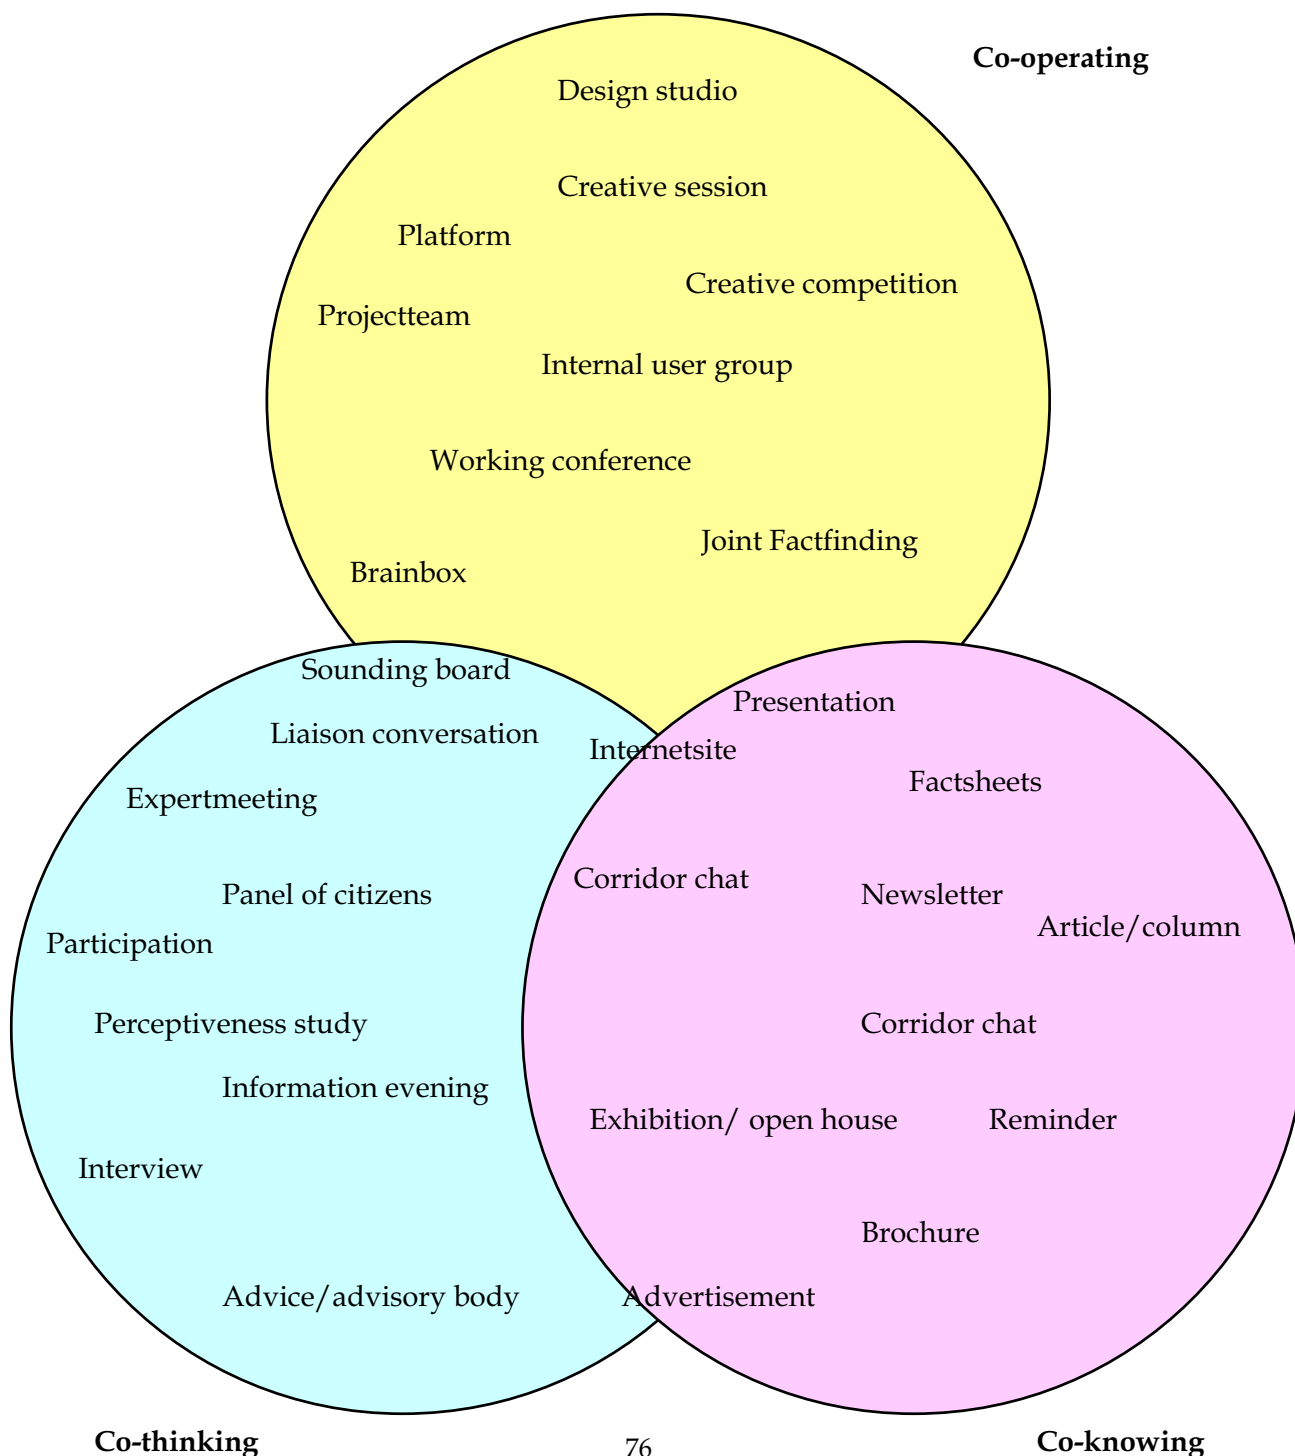 Co-operating
Design studio
Creative session
Platform
Creative competition
Projectteam
Internal user group
Working conference
Joint Factfinding
Brainbox
Sounding board
Presentation
Liaison conversation
Internetsite
Factsheets
Expertmeeting
Corridor chat
Panel of citizens
Newsletter
Article/column
Participation
Perceptiveness study
Corridor chat
Information evening
Exhibition/ open house
Reminder
Interview
Brochure
Advice/advisory body
Advertisement
Co-thinking
76
Co-knowing